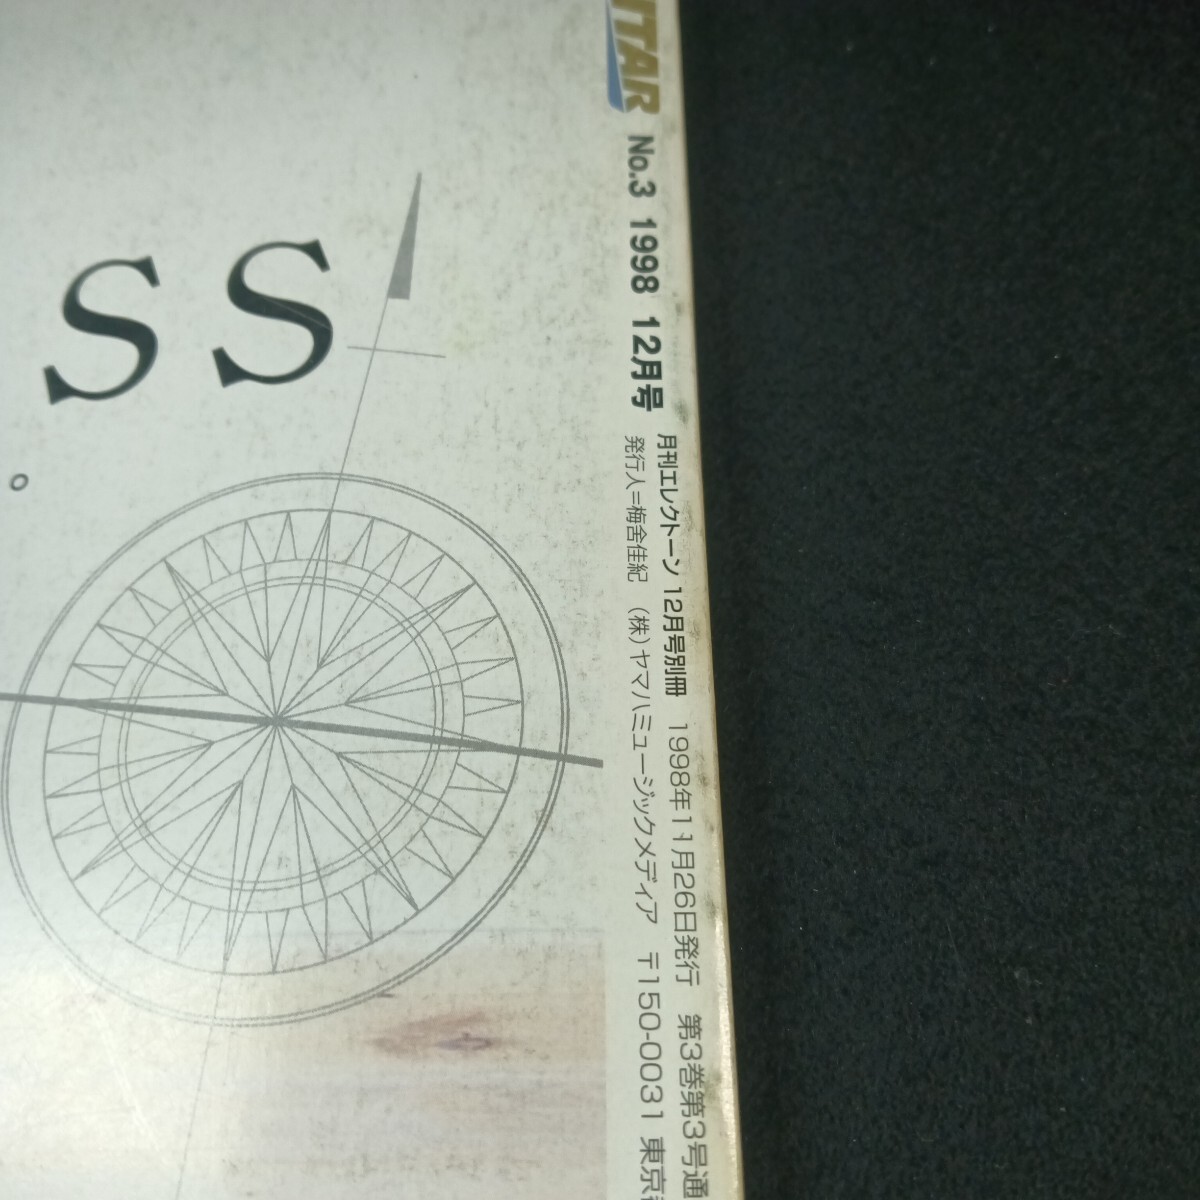 SS
。
ITAR
No.3 1998 12月号
月刊エレクトーン 12月号別冊 1998年11月26日発行 第3巻第3号通
発行人=梅舎佳紀 (株)ヤマハミュージックメディア 〒150-0031 東京